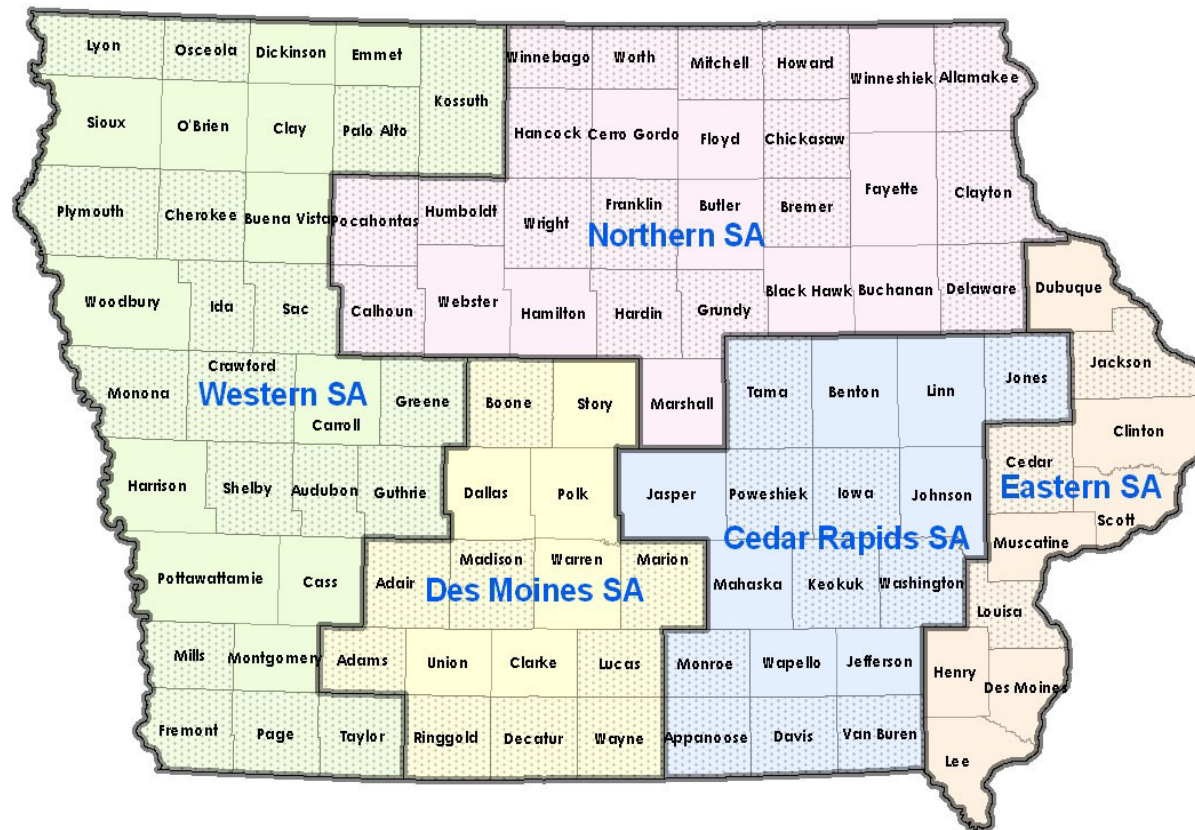 Lyon
Osceola
Dickinson
Emmet
Kossuth
Winnebago
Worth
Mitchell
Howard
Winneshiek
Allamakee
Sioux
O'Brien
Clay
Palo Alto
Hancock
Cerro Gordo
Floyd
Chickasaw
Fayette
Clayton
Plymouth
Cherokee
Buena Vista
Pocahontas
Humboldt
Wright
Franklin
Butler
Bremer
Northern SA
Woodbury
Ida
Sac
Calhoun
Webster
Hamilton
Hardin
Grundy
Black Hawk
Buchanan
Delaware
Dubuque
Monona
Crawford
Western SA
Carroll
Greene
Boone
Story
Marshall
Tama
Benton
Linn
Jones
Jackson
Clinton
Harrison
Shelby
Audubon
Guthrie
Dallas
Polk
Jasper
Poweshiek
Iowa
Johnson
Cedar
Eastern SA
Scott
Muscatine
Cedar Rapids SA
Pottawattamie
Cass
Adair
Madison
Warren
Marion
Des Moines SA
Mahaska
Keokuk
Washington
Louisa
Mills
Montgomery
Adams
Union
Clarke
Lucas
Monroe
Wapello
Jefferson
Henry
Des Moines
Fremont
Page
Taylor
Ringgold
Decatur
Wayne
Appanoose
Davis
Van Buren
Lee